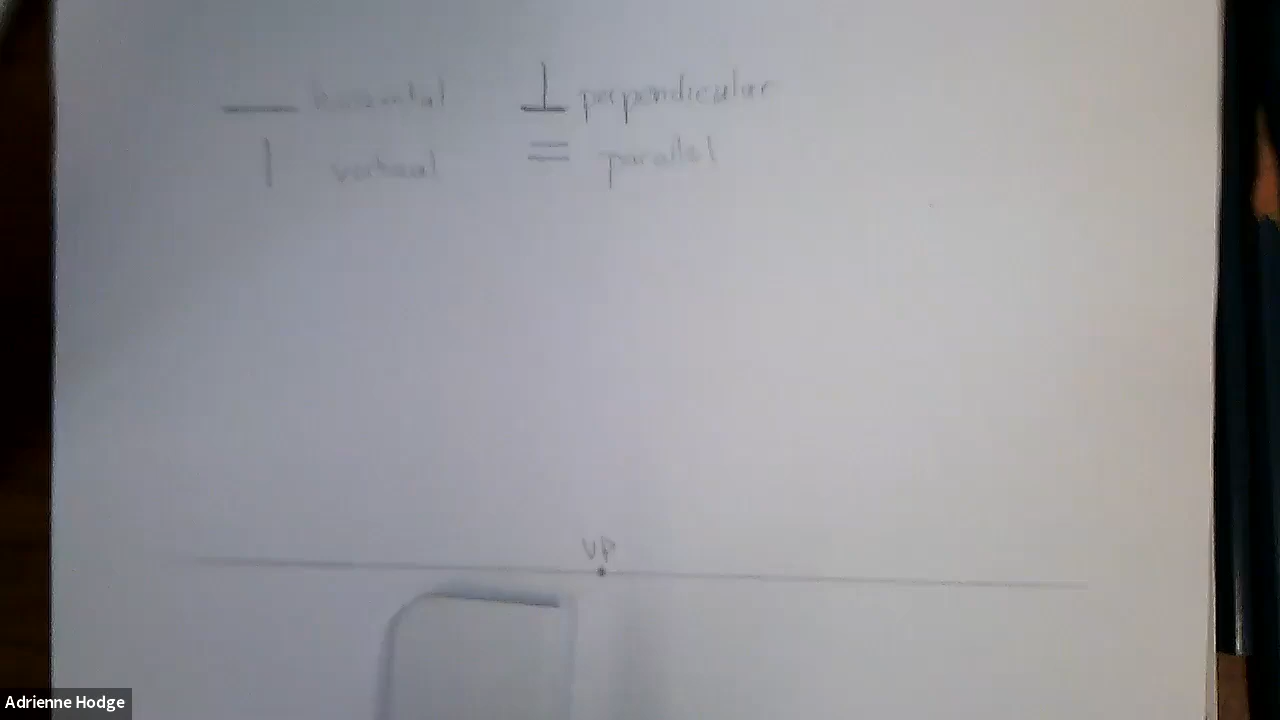 horizontal ⊥ perpendicular
vertical = parallel
VP
Adrienne Hodge